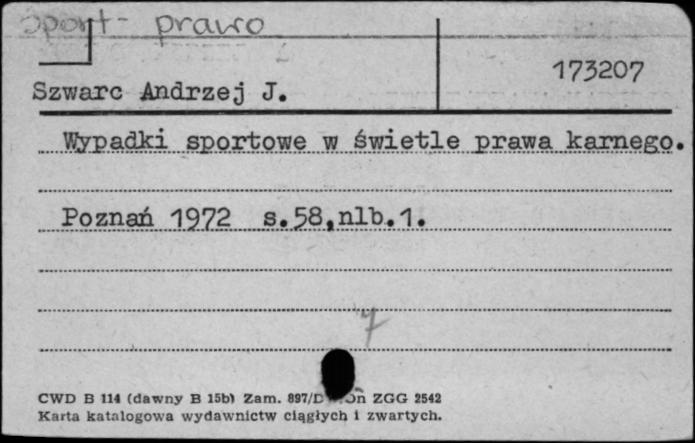 Sport - prawo
173207
Szwarc Andrzej J.
Wypadki sportowe w świetle prawa karnego.
Poznań 1972 s.58,nlb.1.
7
CWD B 114 (dawny B 15b) Zam. 897/D ZGG 2542
Karta katalogowa wydawnictw ciągłych i zwartych.